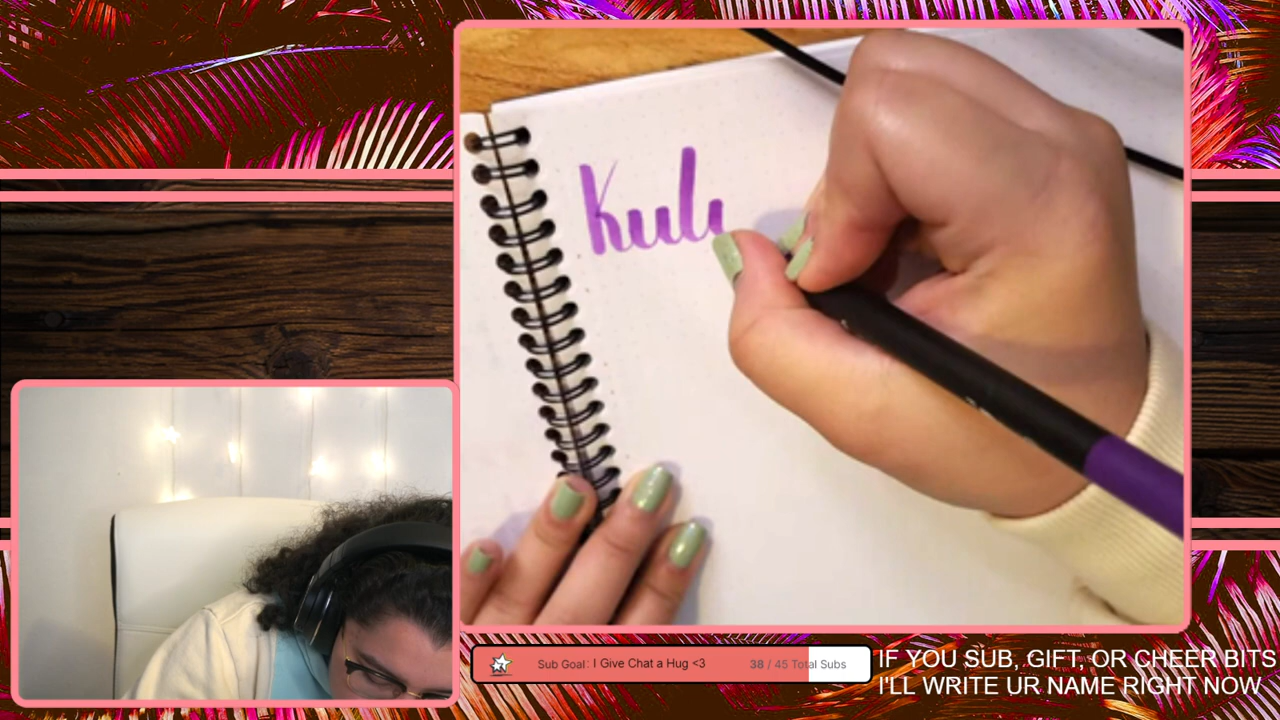 Kuli
Sub Goal: I Give Chat a Hug <3 38 / 45 Total Subs
IF YOU SUB, GIFT, OR CHEER BITS
I'LL WRITE UR NAME RIGHT NOW